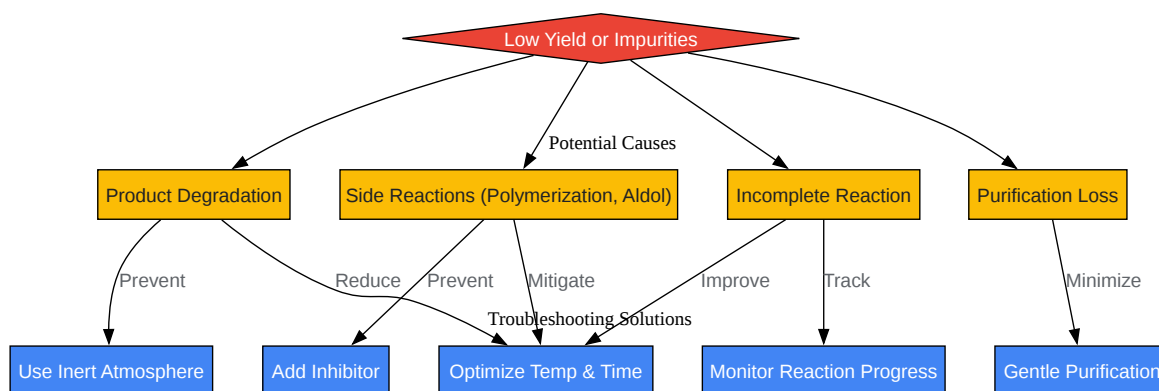 Low Yield or Impurities
Potential Causes
Product Degradation
Side Reactions (Polymerization, Aldol)
Incomplete Reaction
Purification Loss
Prevent
Reduce
Prevent
Mitigate
Improve
Track
Minimize
Troubleshooting Solutions
Use Inert Atmosphere
Add Inhibitor
Optimize Temp & Time
Monitor Reaction Progress
Gentle Purification